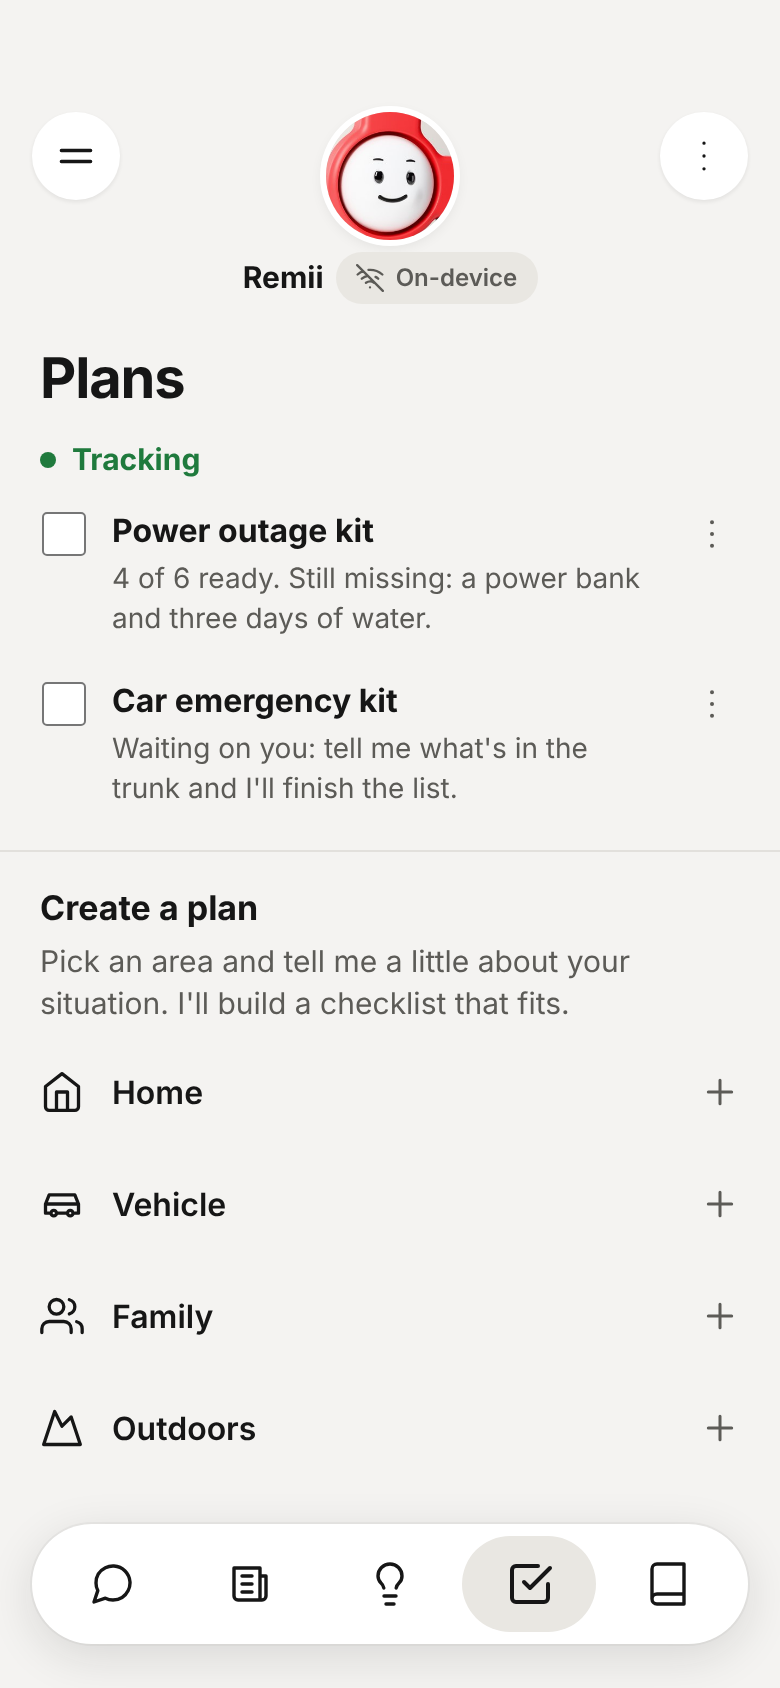 Remii
On-device
Plans
Tracking
Power outage kit
4 of 6 ready. Still missing: a power bank
and three days of water.
Car emergency kit
Waiting on you: tell me what's in the
trunk and I'll finish the list.
Create a plan
Pick an area and tell me a little about your
situation. I'll build a checklist that fits.
Home
Vehicle
Family
Outdoors